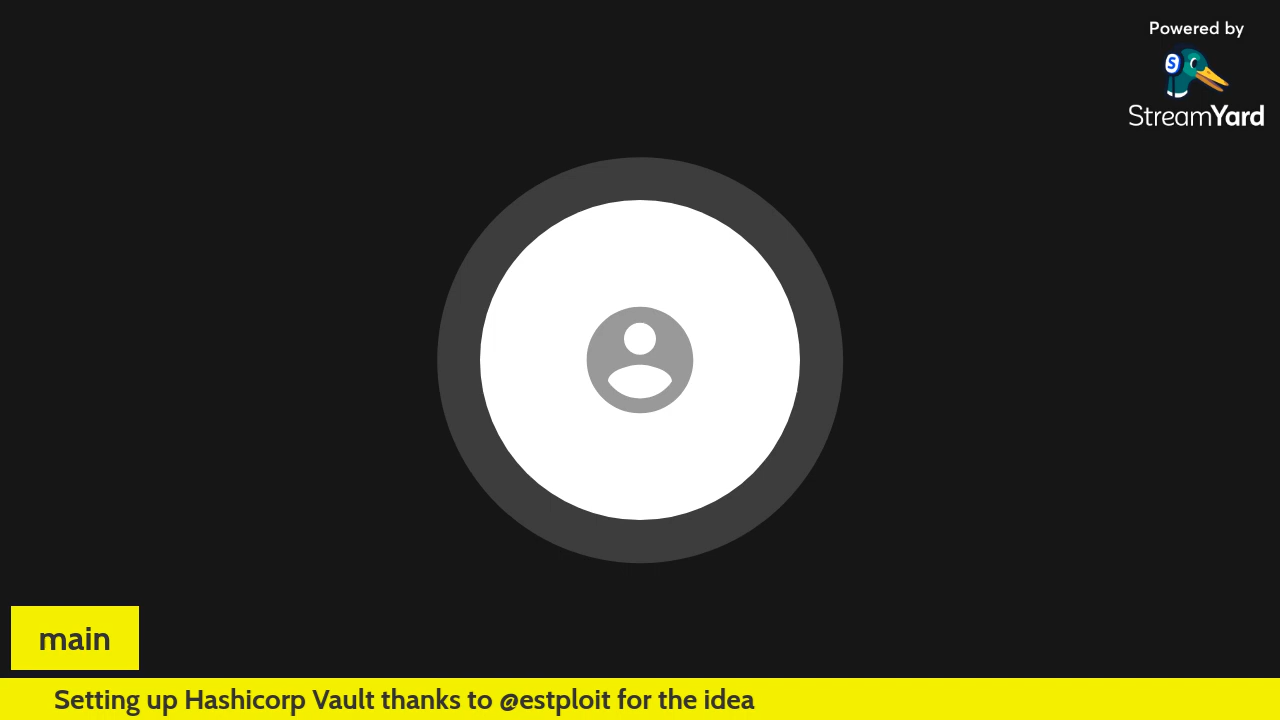 Powered by
S
StreamYard
main
Setting up Hashicorp Vault thanks to @estploit for the idea